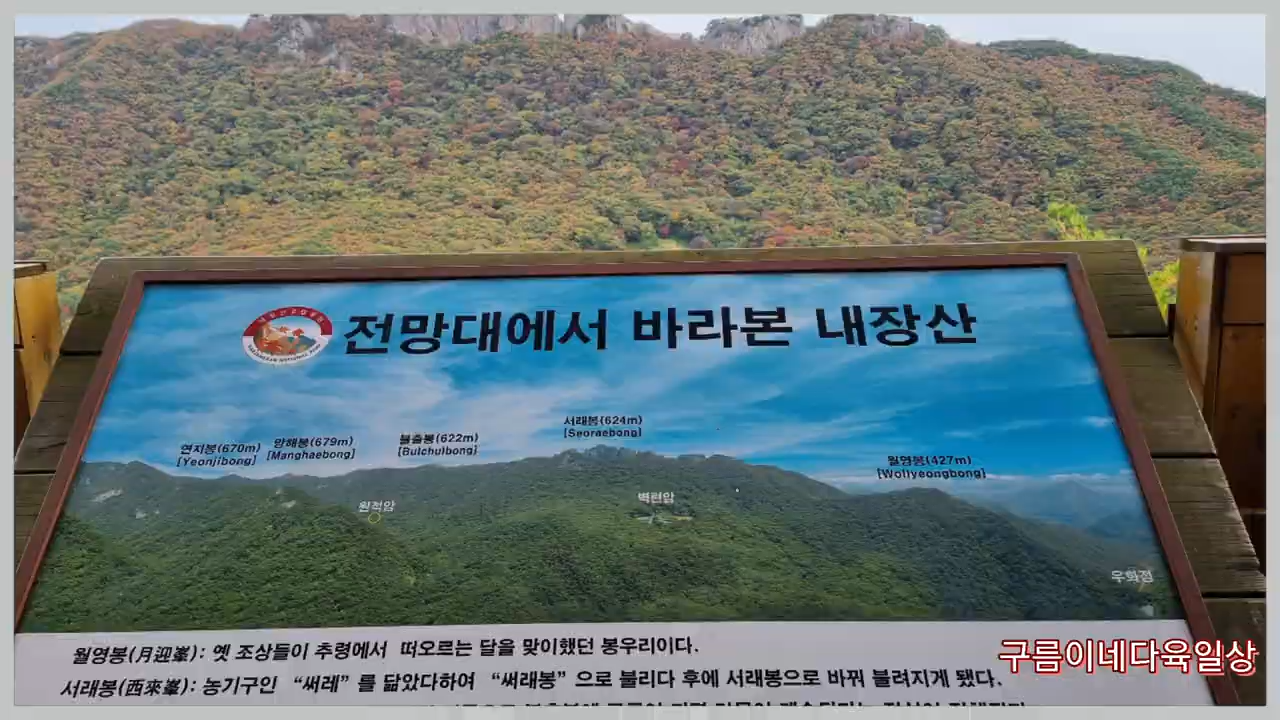 전망대에서 바라본 내장산
서래봉(624m)
[Seoraebong]
연지봉(670m) 망해봉(679m) 불출봉(622m)
[Yeonjibong] [Manghaebong] [Bulchulbong]
월영봉(427m)
[Wollyeongbong]
원적암
벽련암
우화정
월영봉(月迎峯): 옛 조상들이 추령에서 떠오르는 달을 맞이했던 봉우리이다.
서래봉(西來峯): 농기구인 “써레”를 닮았다하여 “써래봉”으로 불리다 후에 서래봉으로 바뀌 불려지게 됐다.
구름이네다육일상